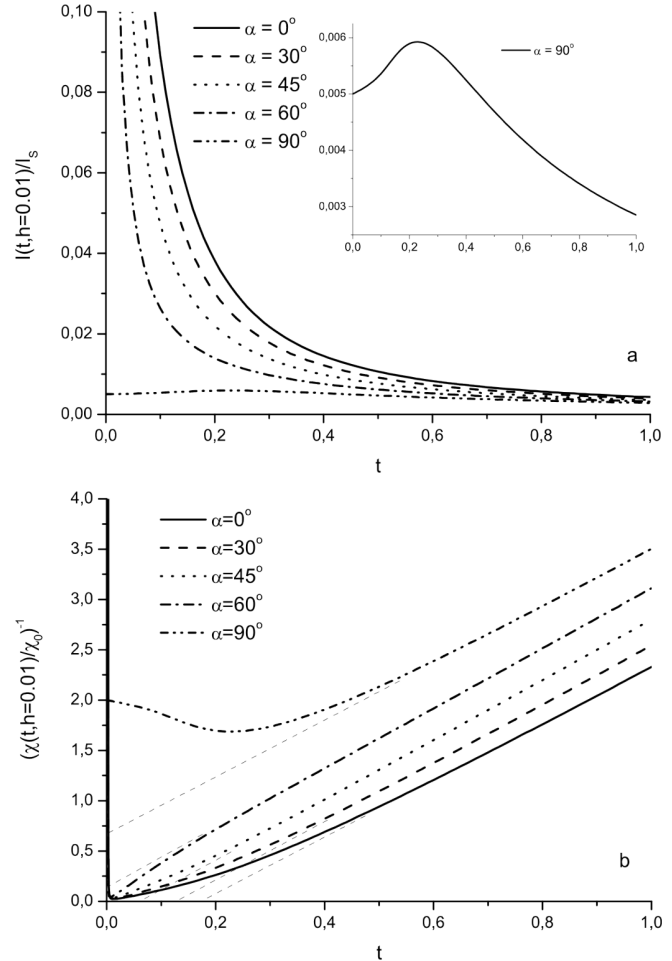 0,10
0,08
0,06
0,04
0,02
0,00
I(t,h=0.01)/Iₛ
α = 0°
α = 30°
α = 45°
α = 60°
α = 90°
0,006
0,005
0,004
0,003
α = 90°
0,0 0,2 0,4 0,6 0,8 1,0
a
0,0 0,2 0,4 0,6 0,8 1,0
t
4,0
3,5
3,0
2,5
2,0
1,5
1,0
0,5
0,0
(χ(t,h=0.01)/χ₀)⁻¹
α=0°
α=30°
α=45°
α=60°
α=90°
b
0,0 0,2 0,4 0,6 0,8 1,0
t